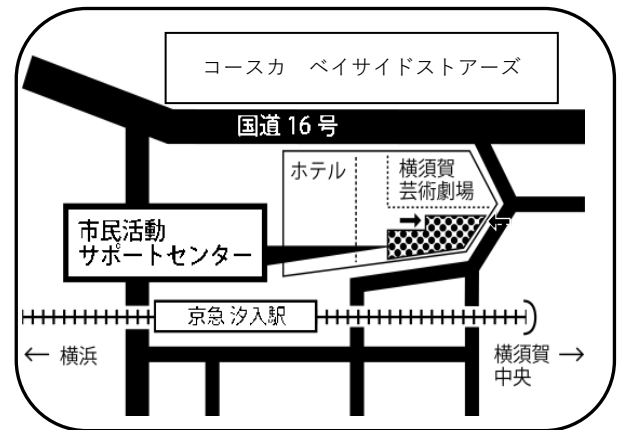 コースカ　ベイサイドストアーズ
国道 16 号
ホテル
横須賀
芸術劇場
市民活動
サポートセンター
京急 汐入駅
← 横浜
横須賀 →
中央